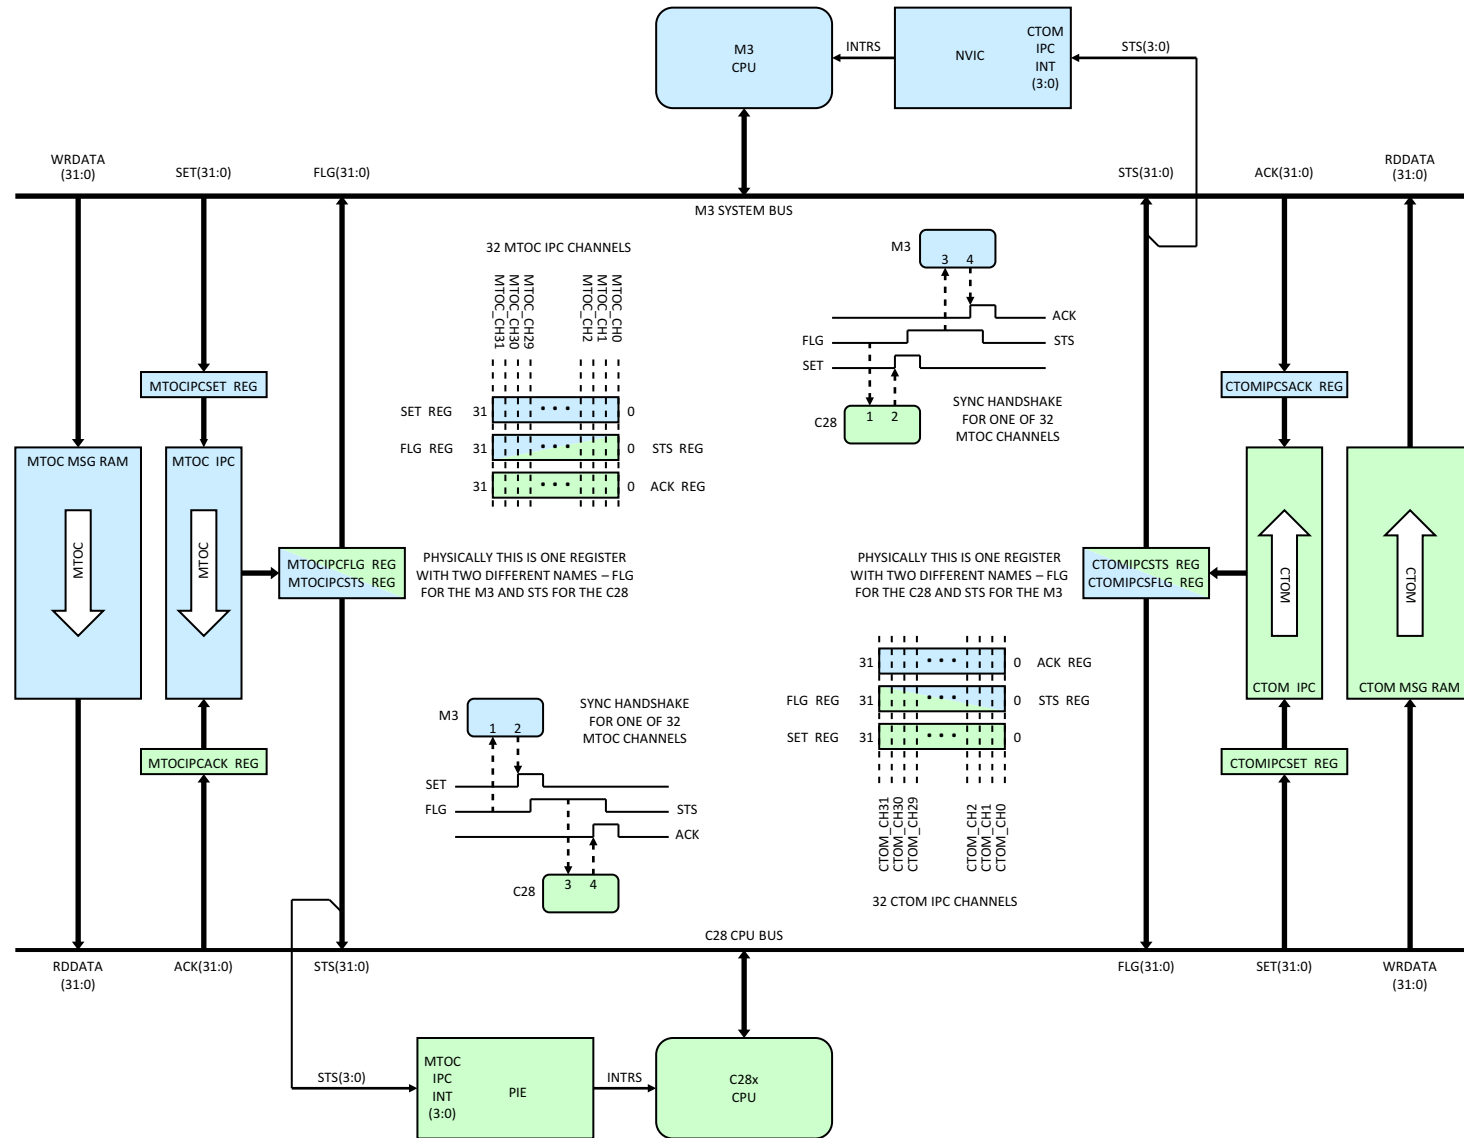 M3
CPU
INTRS
NVIC
CTOM
IPC
INT
(3:0)
STS(3:0)
WRDATA
(31:0)
SET(31:0)
FLG(31:0)
STS(31:0)
ACK(31:0)
RDDATA
(31:0)
M3 SYSTEM BUS
32 MTOC IPC CHANNELS
MTOC_CH31
MTOC_CH30
MTOC_CH29
MTOC_CH2
MTOC_CH1
MTOC_CH0
SET REG 31 0
FLG REG 31 0 STS REG
31 0 ACK REG
M3
3 4
ACK
FLG STS
SET
C28
1 2
SYNC HANDSHAKE
FOR ONE OF 32
MTOC CHANNELS
MTOCIPCSET REG
CTOMIPCSACK REG
MTOC MSG RAM
MTOC
MTOC IPC
MTOC
MTOCIPCFLG REG
MTOCIPCSTS REG
PHYSICALLY THIS IS ONE REGISTER
WITH TWO DIFFERENT NAMES – FLG
FOR THE M3 AND STS FOR THE C28
PHYSICALLY THIS IS ONE REGISTER
WITH TWO DIFFERENT NAMES – FLG
FOR THE C28 AND STS FOR THE M3
CTOMIPCSTS REG
CTOMIPCSFLG REG
CTOM
CTOM IPC
CTOM
CTOM MSG RAM
31 0 ACK REG
FLG REG 31 0 STS REG
SET REG 31 0
CTOM_CH31
CTOM_CH30
CTOM_CH29
CTOM_CH2
CTOM_CH1
CTOM_CH0
32 CTOM IPC CHANNELS
M3
1 2
SYNC HANDSHAKE
FOR ONE OF 32
MTOC CHANNELS
SET
FLG STS
ACK
C28
3 4
MTOCIPCACK REG
CTOMIPCSET REG
C28 CPU BUS
RDDATA
(31:0)
ACK(31:0)
STS(31:0)
FLG(31:0)
SET(31:0)
WRDATA
(31:0)
STS(3:0)
MTOC
IPC
INT
(3:0)
PIE
INTRS
C28x
CPU